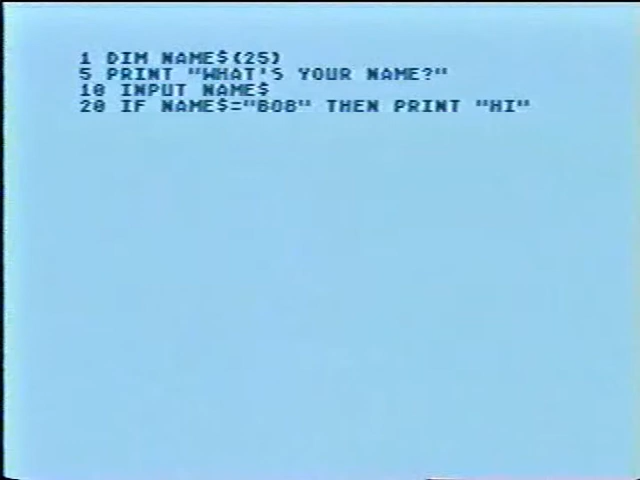 1 DIM NAME$(25)
5 PRINT "WHAT'S YOUR NAME?"
10 INPUT NAME$
20 IF NAME$="BOB" THEN PRINT "HI"